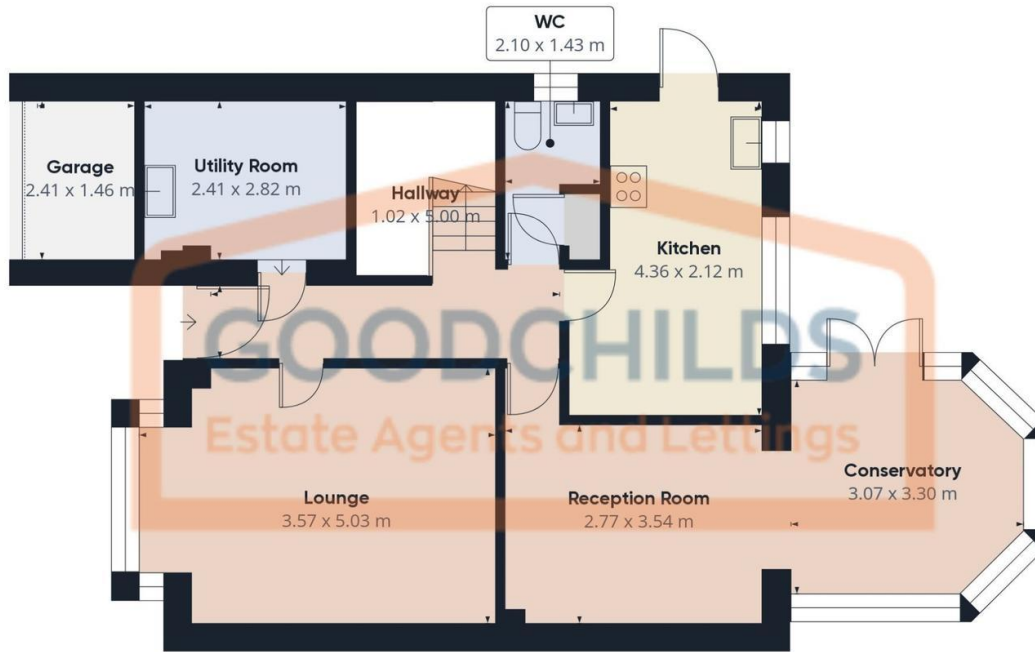 WC
2.10 x 1.43 m
Garage
2.41 x 1.46 m
Utility Room
2.41 x 2.82 m
Hallway
1.02 x 5.00 m
Kitchen
4.36 x 2.12 m
GOODCHILDS
Estate Agents and Lettings
Lounge
3.57 x 5.03 m
Reception Room
2.77 x 3.54 m
Conservatory
3.07 x 3.30 m